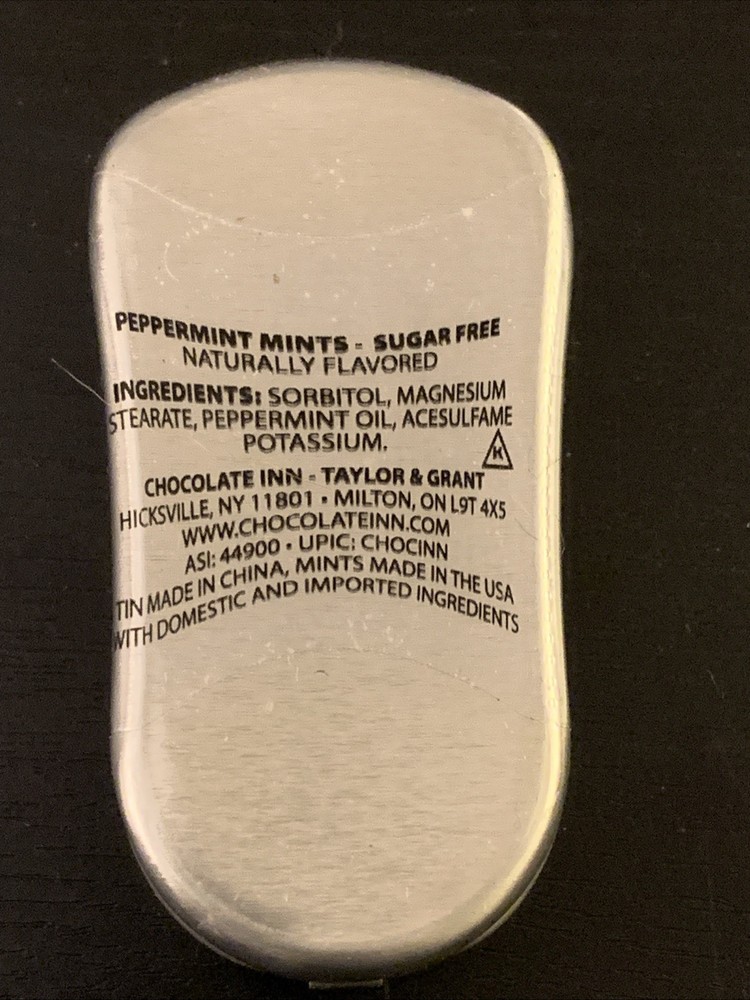 PEPPERMINT MINTS - SUGAR FREE
NATURALLY FLAVORED
INGREDIENTS: SORBITOL, MAGNESIUM
STEARATE, PEPPERMINT OIL, ACESULFAME
POTASSIUM.
K
CHOCOLATE INN - TAYLOR & GRANT
HICKSVILLE, NY 11801 • MILTON, ON L9T 4X5
WWW.CHOCOLATEINN.COM
ASI: 44900 • UPIC: CHOCINN
TIN MADE IN CHINA, MINTS MADE IN THE USA
WITH DOMESTIC AND IMPORTED INGREDIENTS